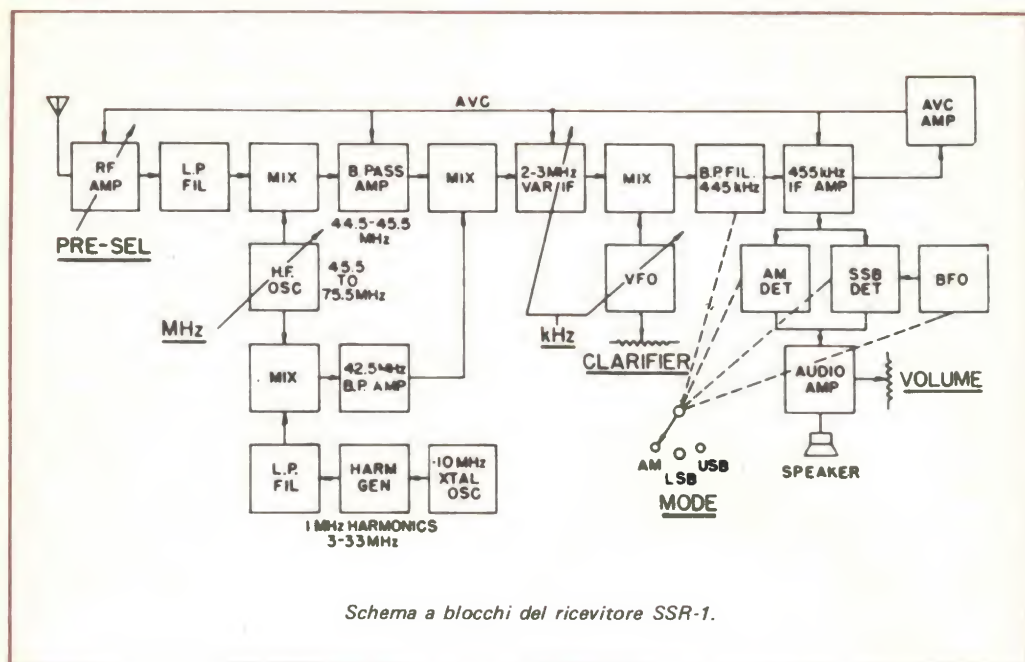 AVC
AVC
AMP
RF
AMP
L.P
FIL
MIX
B. PASS
AMP
MIX
2-3MHz
VAR IF
MIX
B.P. FIL.
445 kHz
455kHz
IF AMP
PRE-SEL
44.5-45.5
MHz
H.F.
OSC
45.5
TO
75.5MHz
MHz
VFO
kHz
CLARIFIER
AM
DET
SSB
DET
BFO
MIX
42.5MHz
B.P. AMP
AUDIO
AMP
VOLUME
L.P.
FIL
HARM
GEN
-10MHz
XTAL
OSC
1 MHz HARMONICS
3-33MHz
AM
LSB
USB
MODE
SPEAKER
Schema a blocchi del ricevitore SSR-1.